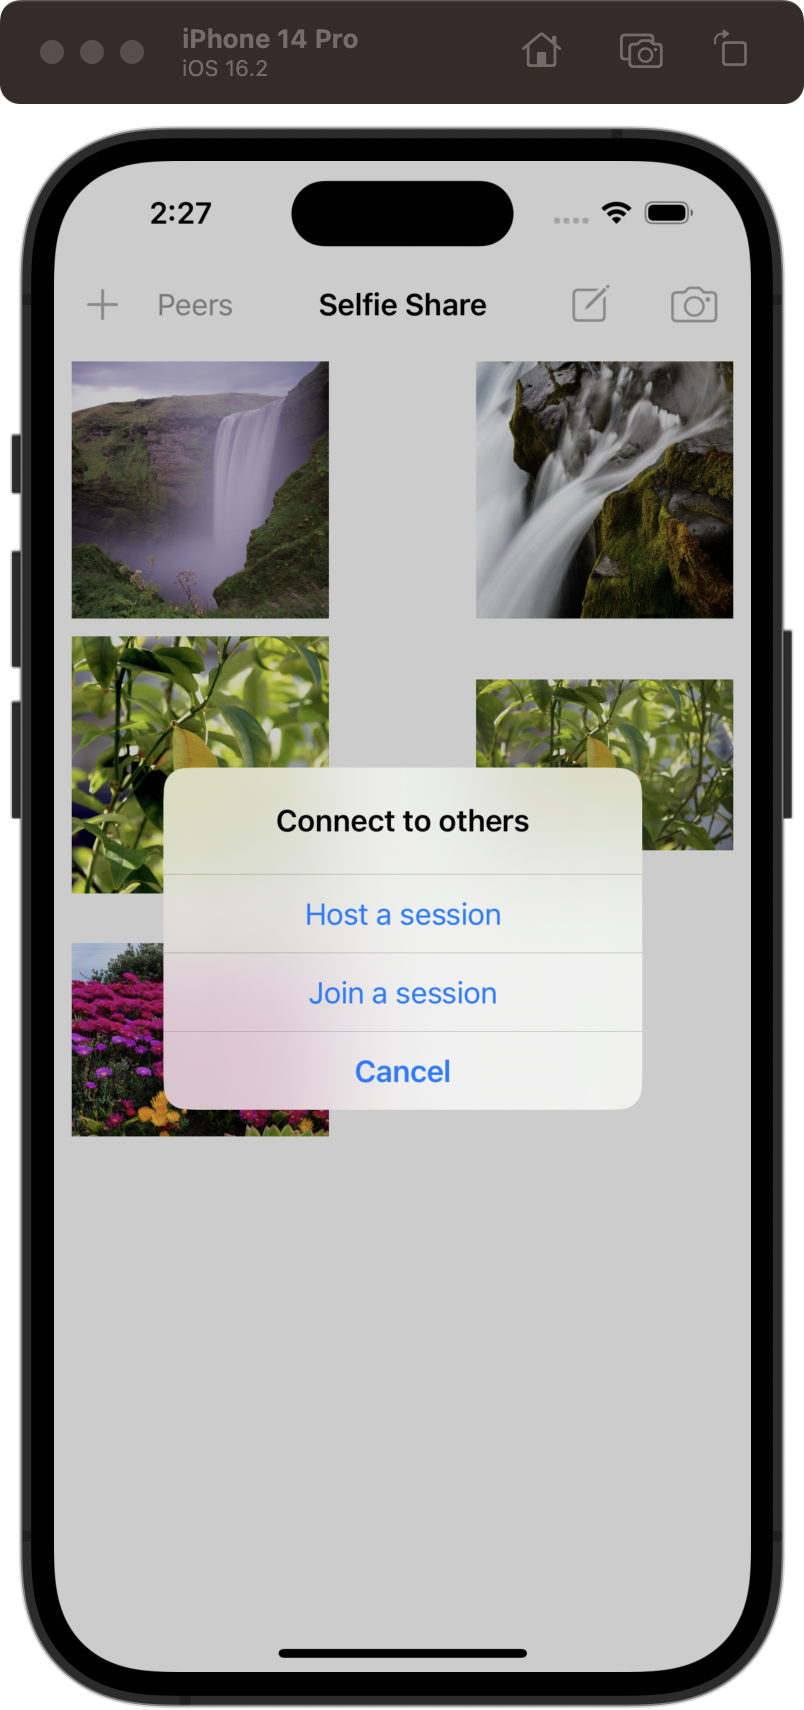 iPhone 14 Pro
iOS 16.2
2:27
Peers
Selfie Share
Connect to others
Host a session
Join a session
Cancel